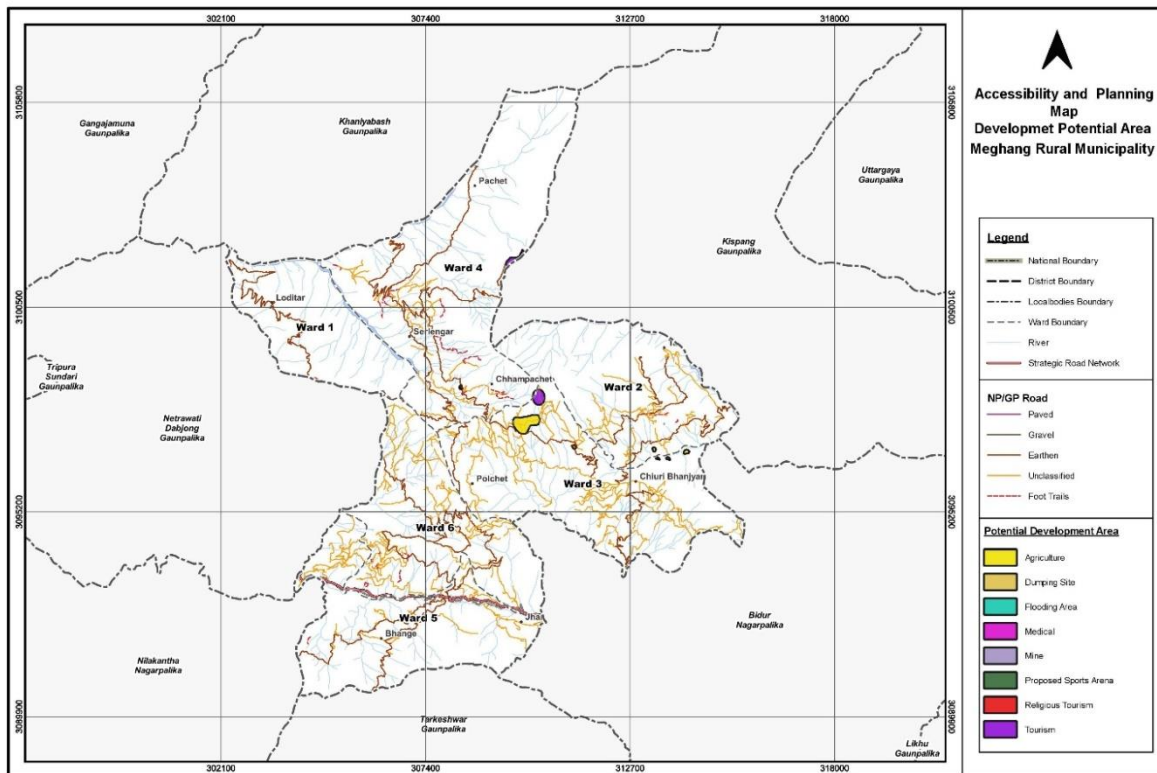 302100
307400
312700
318000
3105800
3105800
Gangajamuna
Gaunpalika
Khaniyabash
Gaunpalika
Uttargaya
Gaunpalika
Pachet
Kispang
Gaunpalika
Ward 4
3100500
3100500
Loditar
Ward 1
Seriengar
Tripura
Sundari
Gaunpalika
Chhampachet
Ward 2
Netrawati
Dabjong
Gaunpalika
Polchet
Ward 3
Chiuri Bhanjyan
3095200
3095200
Ward 6
Ward 5
Jhar
Bhange
Bidur
Nagarpalika
Nilakantha
Nagarpalika
Tarkeshwar
Gaunpalika
3089900
3089900
Likhu
Gaunpalika
302100
307400
312700
318000
Accessibility and Planning
Map
Developmet Potential Area
Meghang Rural Municipality
Legend
National Boundary
District Boundary
Localbodies Boundary
Ward Boundary
River
Strategic Road Network
NP/GP Road
Paved
Gravel
Earthen
Unclassified
Foot Trails
Potential Development Area
Agriculture
Dumping Site
Flooding Area
Medical
Mine
Proposed Sports Arena
Religious Tourism
Tourism